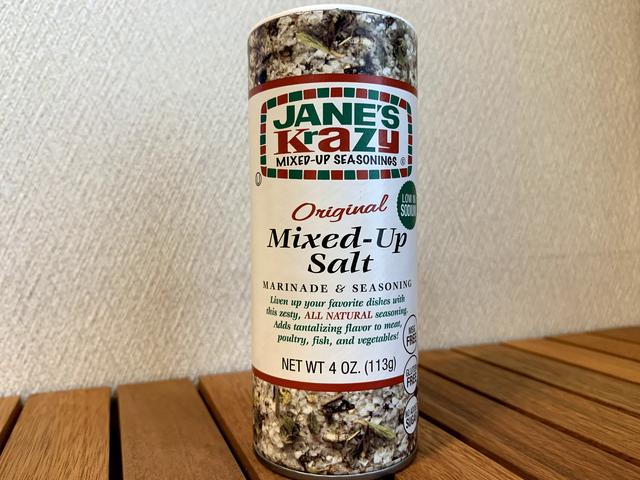 JANE'S
Krazy
MIXED-UP SEASONINGS ®
Original
Mixed-Up
Salt
MARINADE & SEASONING
Liven up your favorite dishes with
this zesty, ALL NATURAL seasoning.
Adds tantalizing flavor to meat,
poultry, fish, and vegetables!
NET WT 4 OZ. (113g)
LOW IN
SODIUM
MSG
FREE
GLUTEN
FREE
SUGAR